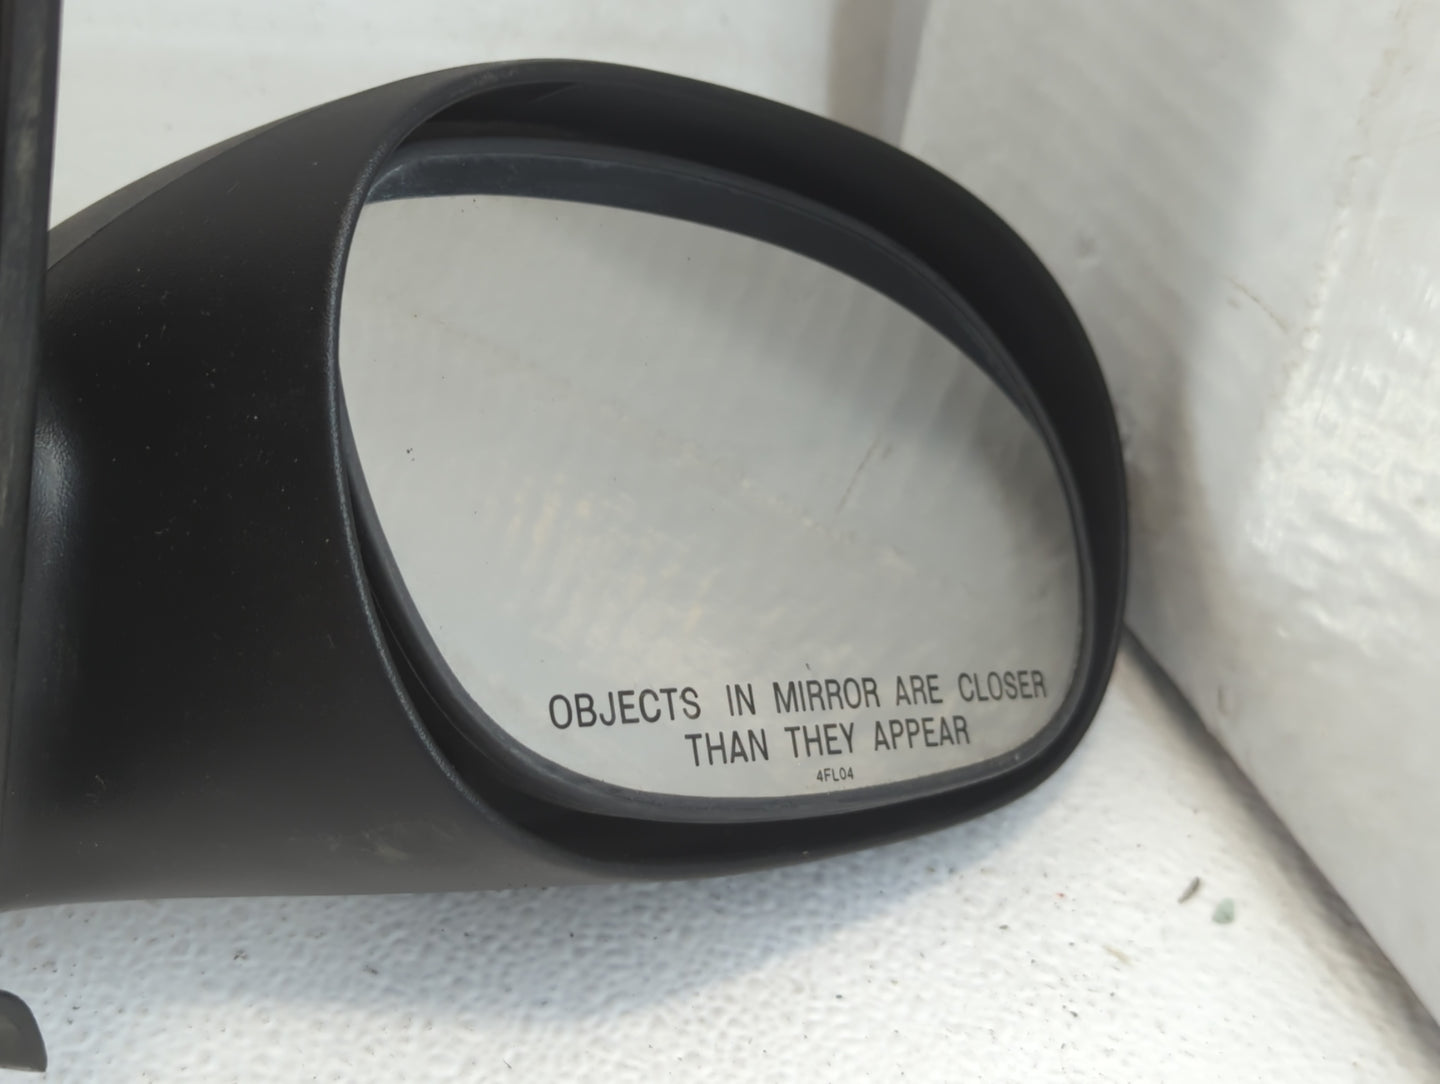 OBJECTS IN MIRROR ARE CLOSER
THAN THEY APPEAR
4FL04